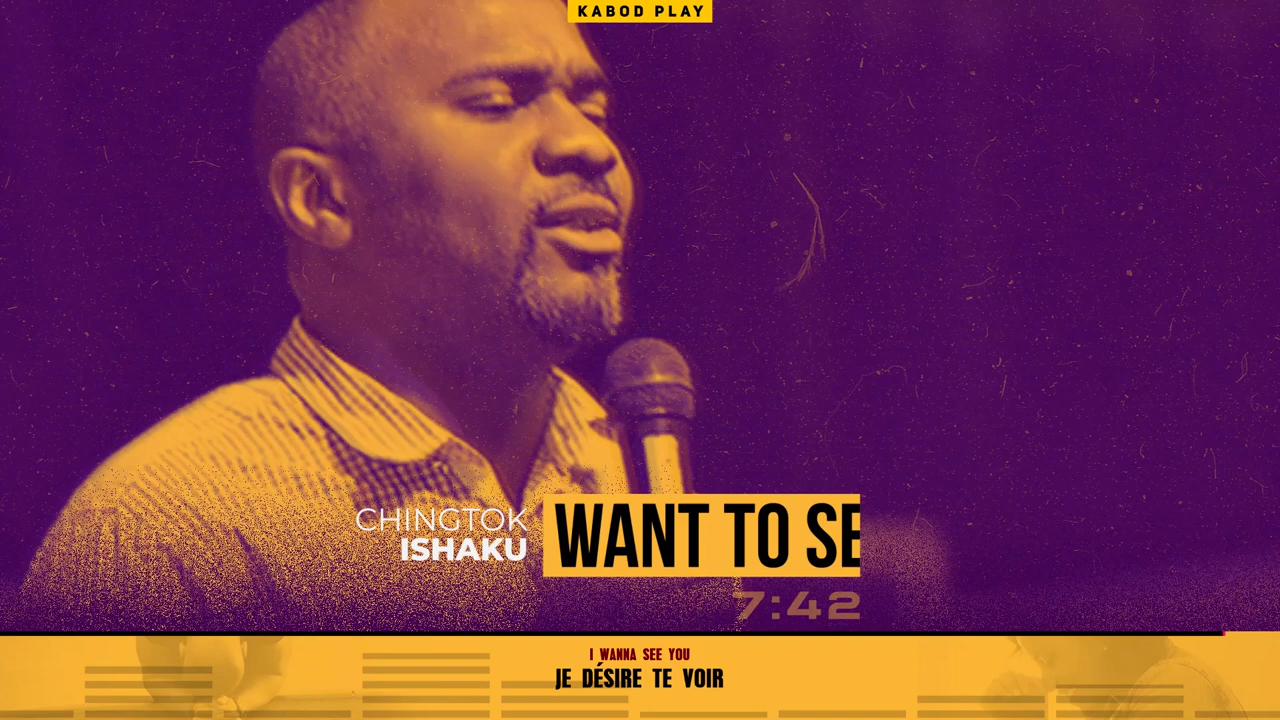 KABOD PLAY
CHINGTOK
ISHAKU
WANT TO SE
7:42
I WANNA SEE YOU
JE DÉSIRE TE VOIR